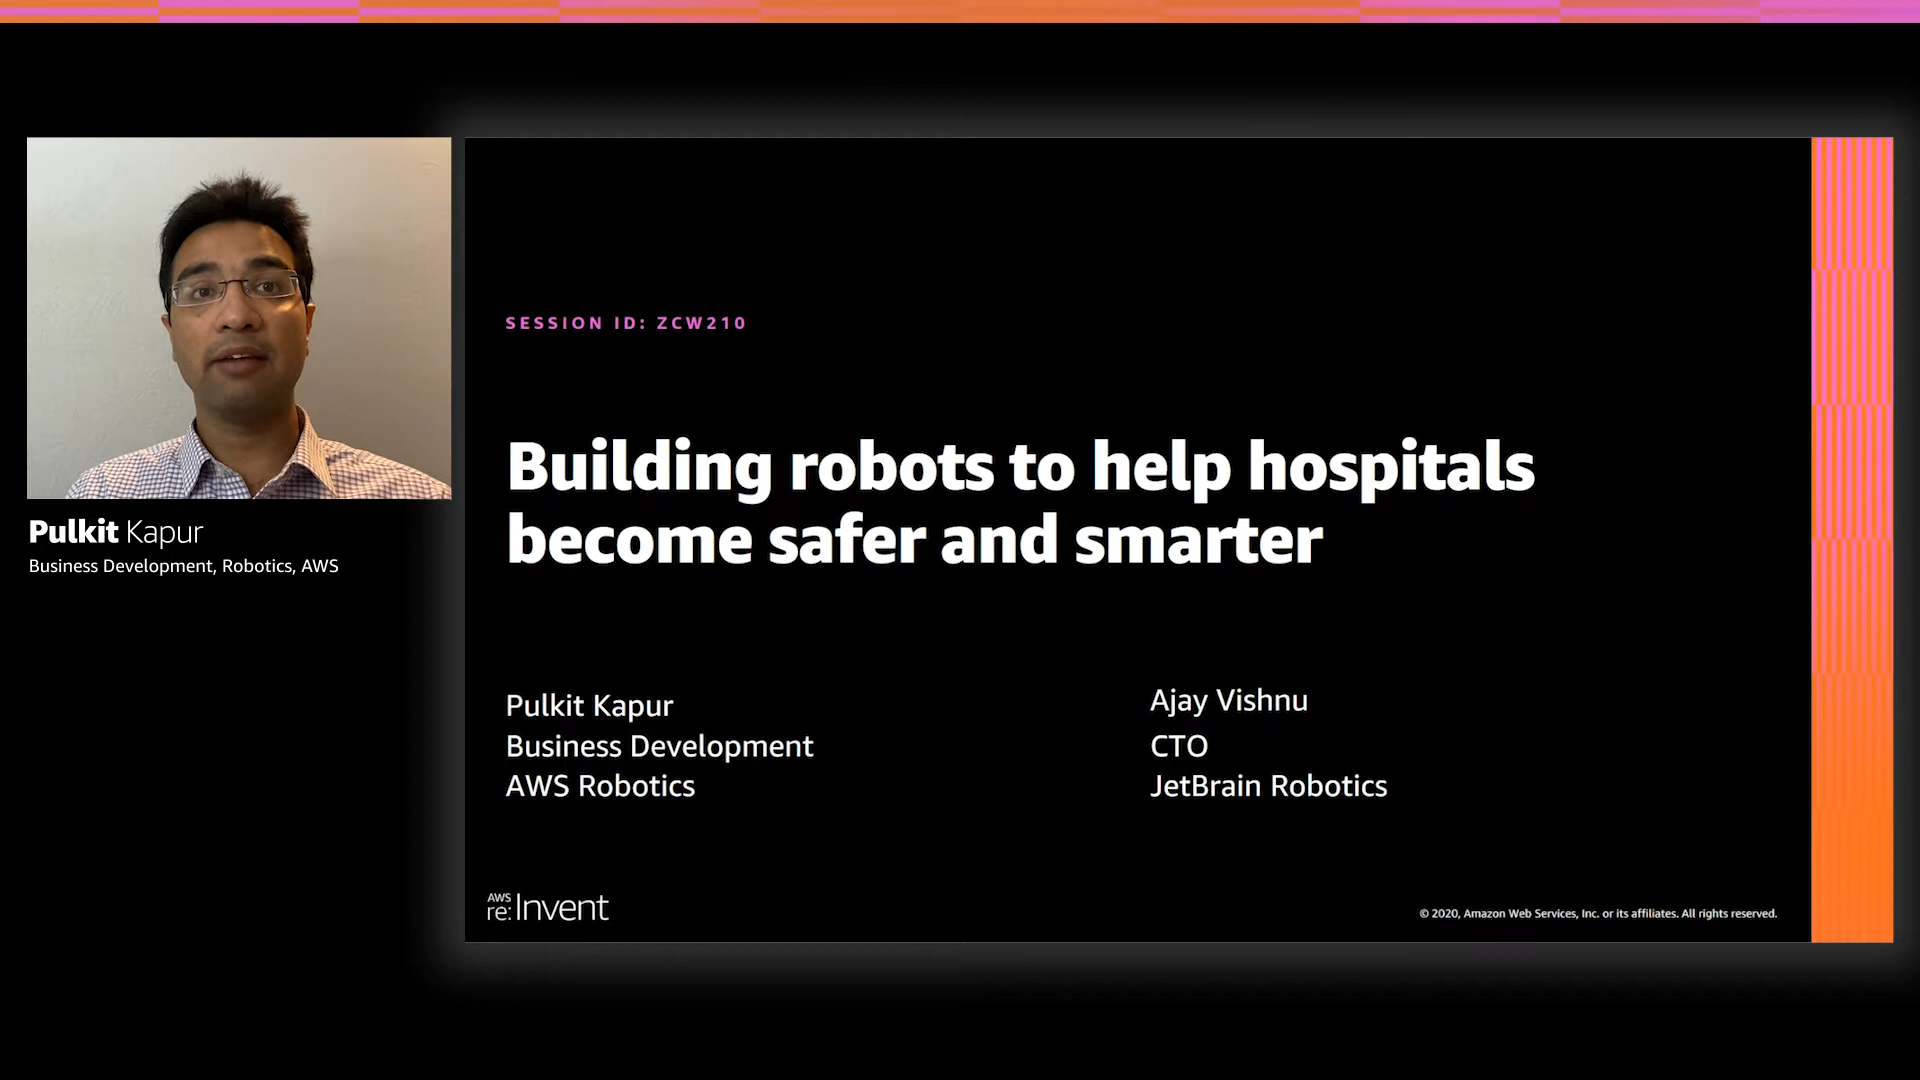 Pulkit Kapur
Business Development, Robotics, AWS
SESSION ID: ZCW210
Building robots to help hospitals
become safer and smarter
Pulkit Kapur
Business Development
AWS Robotics
Ajay Vishnu
CTO
JetBrain Robotics
AWS
re:Invent
© 2020, Amazon Web Services, Inc. or its affiliates. All rights reserved.